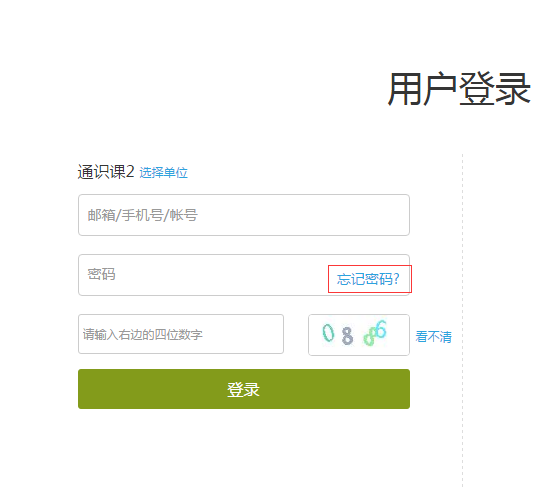 用户登录
通识课2 选择单位
邮箱/手机号/帐号
密码
忘记密码?
请输入右边的四位数字
0886
看不清
登录